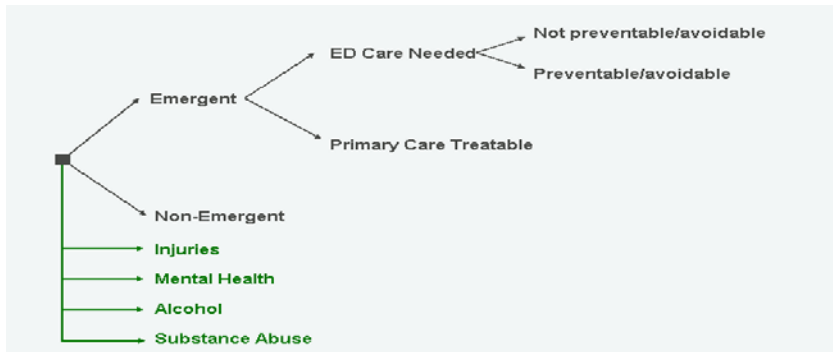 Not preventable/avoidable
ED Care Needed
Preventable/avoidable
Emergent
Primary Care Treatable
Non-Emergent
Injuries
Mental Health
Alcohol
Substance Abuse